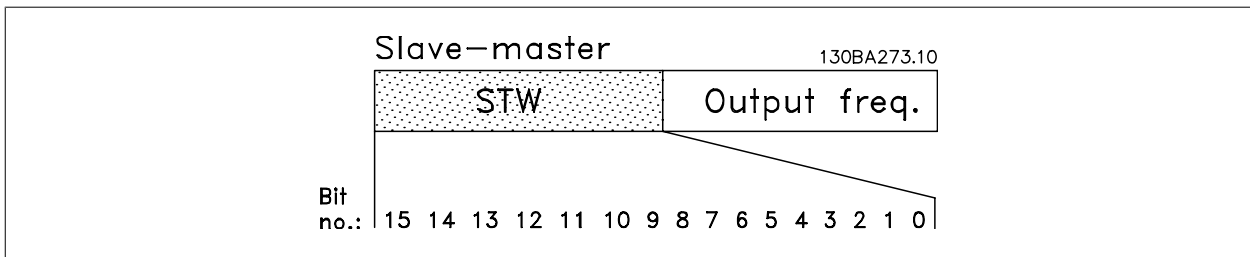 Slave-master
130BA273.10
STW
Output freq.
Bit
no.: 15 14 13 12 11 10 9 8 7 6 5 4 3 2 1 0